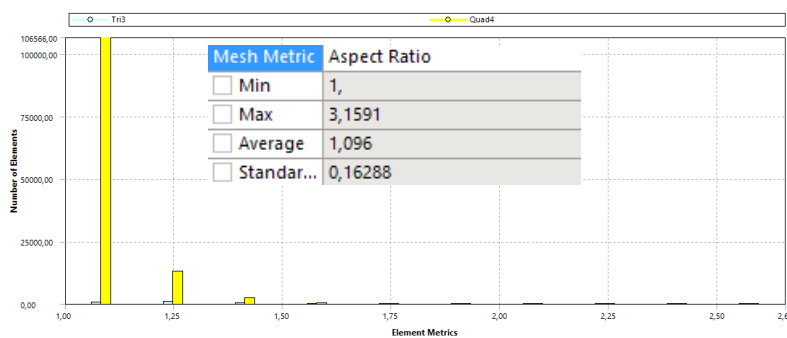 Tri3 Quad4
106566,00
100000,00
75000,00
50000,00
25000,00
0,00
Number of Elements
Mesh Metric Aspect Ratio
Min 1,
Max 3,1591
Average 1,096
Standar... 0,16288
1,00 1,25 1,50 1,75 2,00 2,25 2,50 2,6
Element Metrics